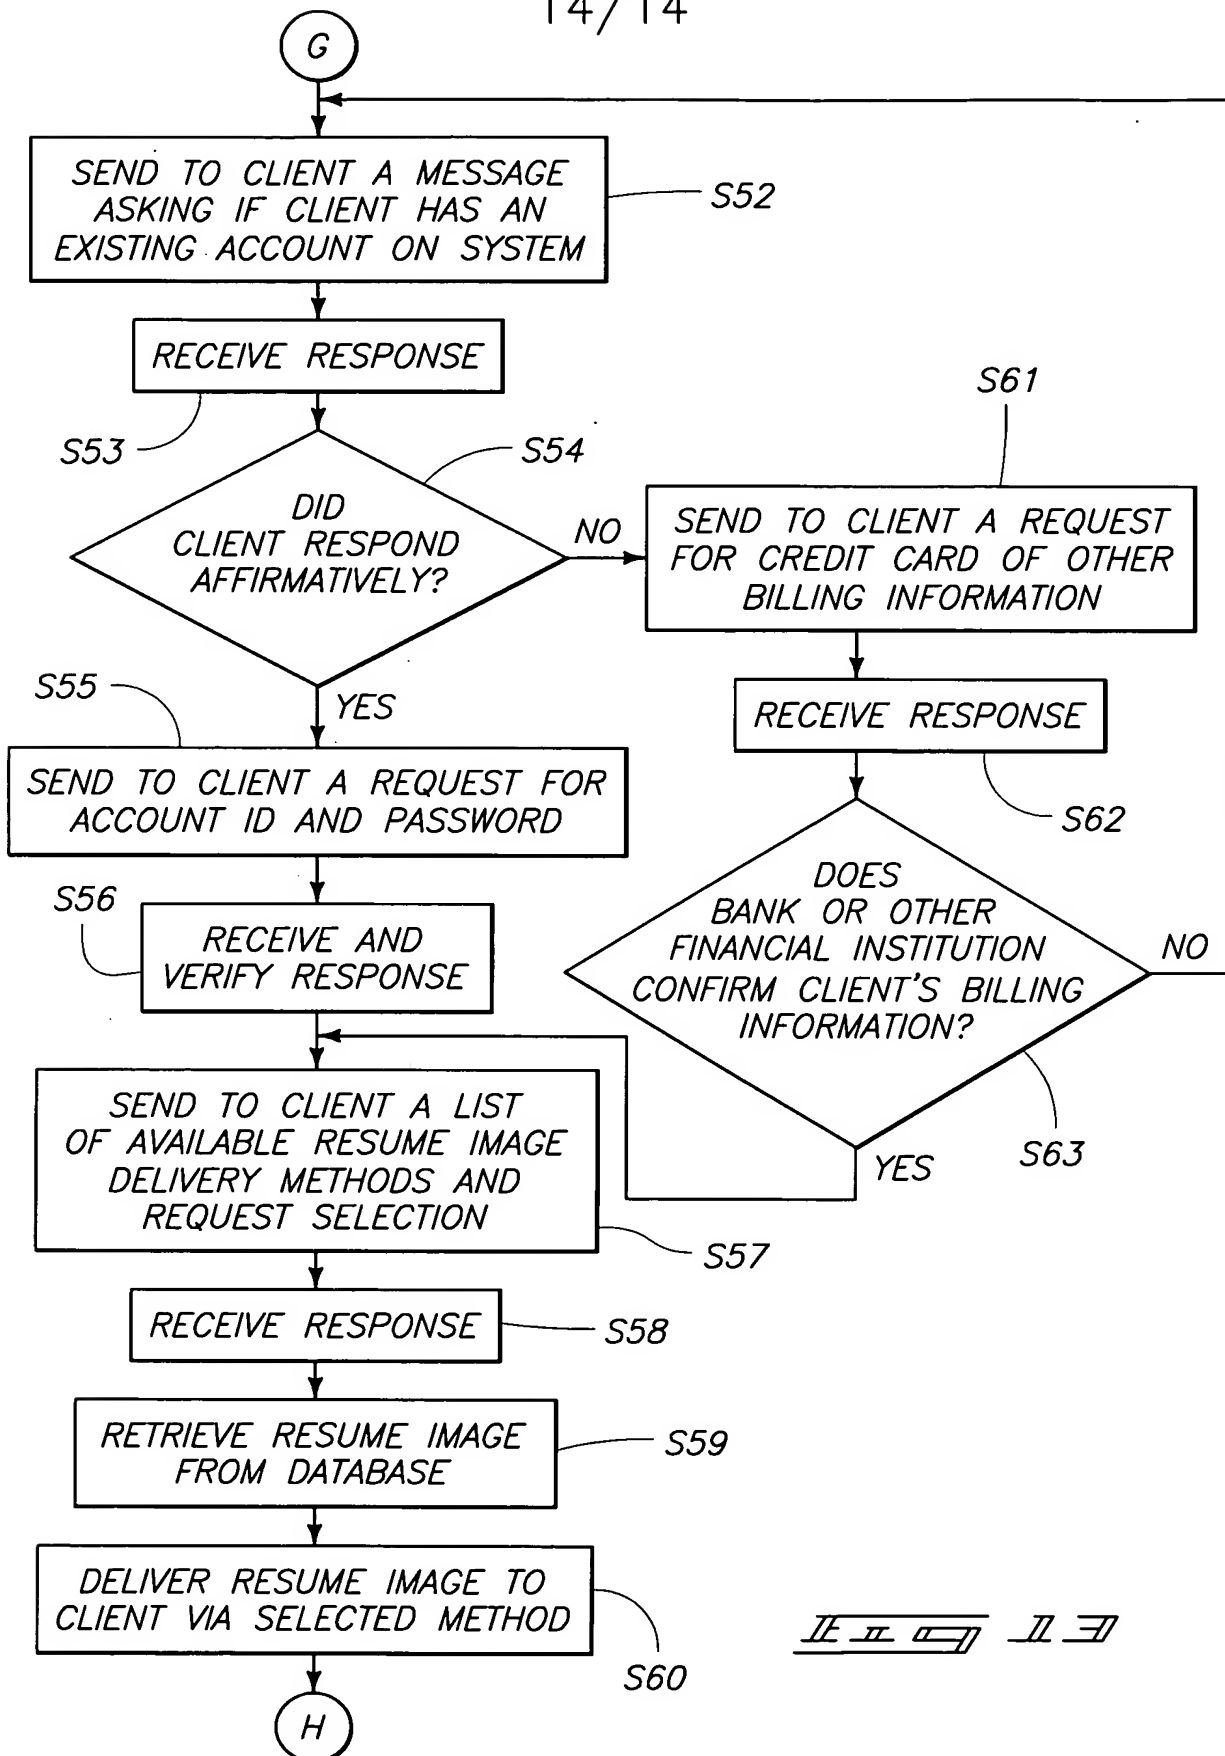 14/14
G
SEND TO CLIENT A MESSAGE
ASKING IF CLIENT HAS AN
EXISTING ACCOUNT ON SYSTEM
S52
RECEIVE RESPONSE
S53
S54
DID
CLIENT RESPOND
AFFIRMATIVELY?
NO
YES
S61
SEND TO CLIENT A REQUEST
FOR CREDIT CARD OF OTHER
BILLING INFORMATION
RECEIVE RESPONSE
S62
S55
SEND TO CLIENT A REQUEST FOR
ACCOUNT ID AND PASSWORD
S56
RECEIVE AND
VERIFY RESPONSE
DOES
BANK OR OTHER
FINANCIAL INSTITUTION
CONFIRM CLIENT'S BILLING
INFORMATION?
NO
YES
S63
SEND TO CLIENT A LIST
OF AVAILABLE RESUME IMAGE
DELIVERY METHODS AND
REQUEST SELECTION
S57
RECEIVE RESPONSE
S58
RETRIEVE RESUME IMAGE
FROM DATABASE
S59
DELIVER RESUME IMAGE TO
CLIENT VIA SELECTED METHOD
S60
H
FIG 13